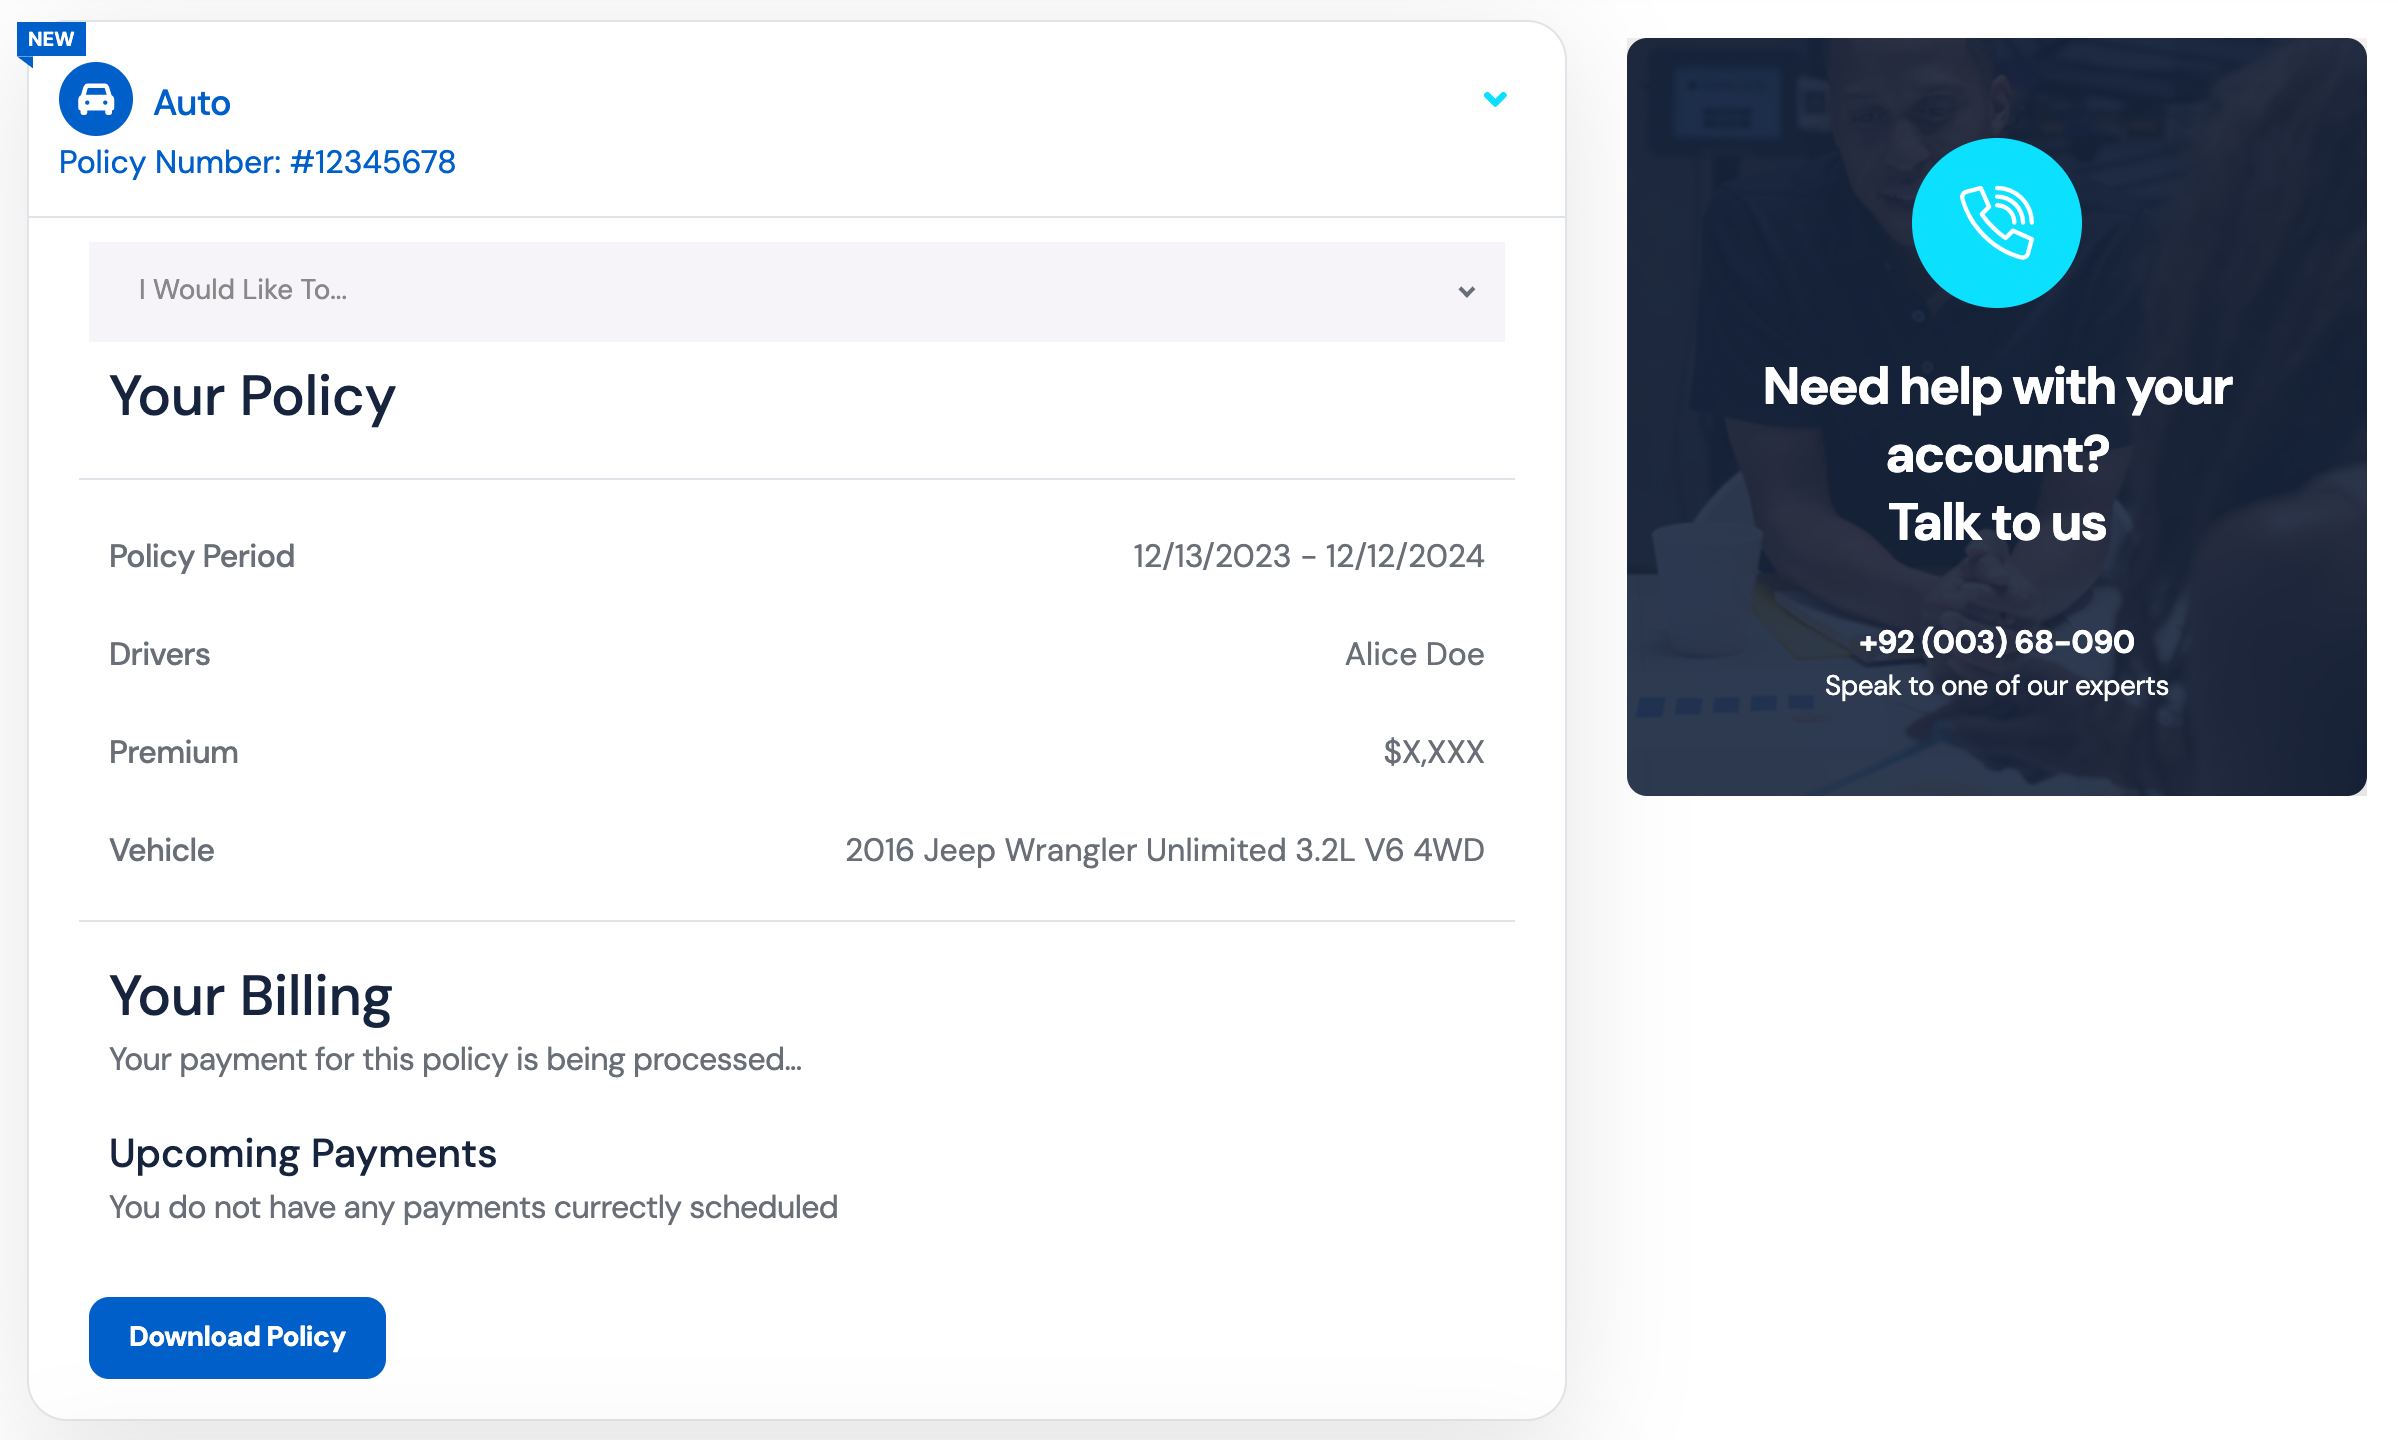 NEW
Auto
Policy Number: #12345678
I Would Like To...
Your Policy
Policy Period
12/13/2023 - 12/12/2024
Drivers
Alice Doe
Premium
$X,XXX
Vehicle
2016 Jeep Wrangler Unlimited 3.2L V6 4WD
Your Billing
Your payment for this policy is being processed...
Upcoming Payments
You do not have any payments currectly scheduled
Download Policy
Need help with your
account?
Talk to us
+92 (003) 68-090
Speak to one of our experts